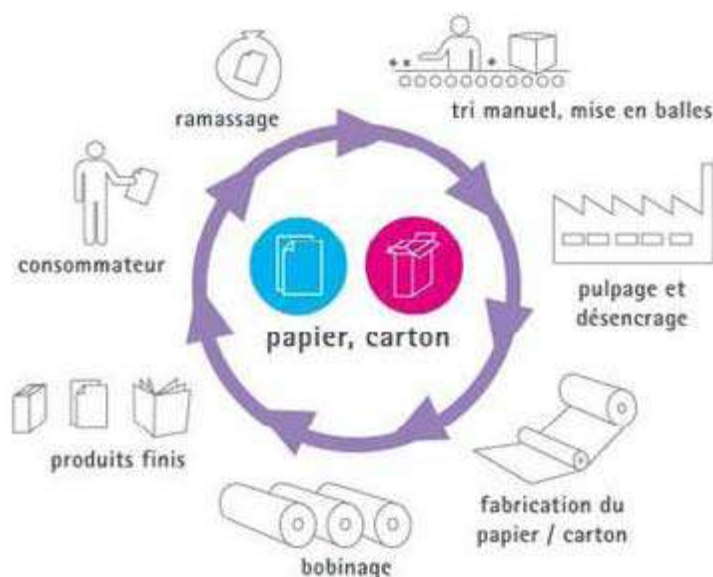 ramassage
tri manuel, mise en balles
pulpage et
désencrage
fabrication du
papier / carton
bobinage
produits finis
consommateur
papier, carton